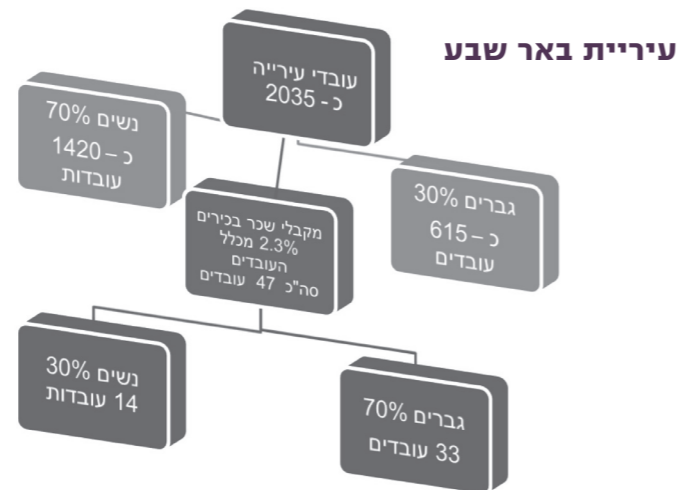 עיריית באר שבע
עובדי עירייה
כ - 2035
נשים 70%
כ – 1420
עובדות
גברים 30%
כ – 615
עובדים
מקבלי שכר בכירים
2.3% מכלל
העובדים
סה"כ 47 עובדים
נשים 30%
14 עובדות
גברים 70%
33 עובדים